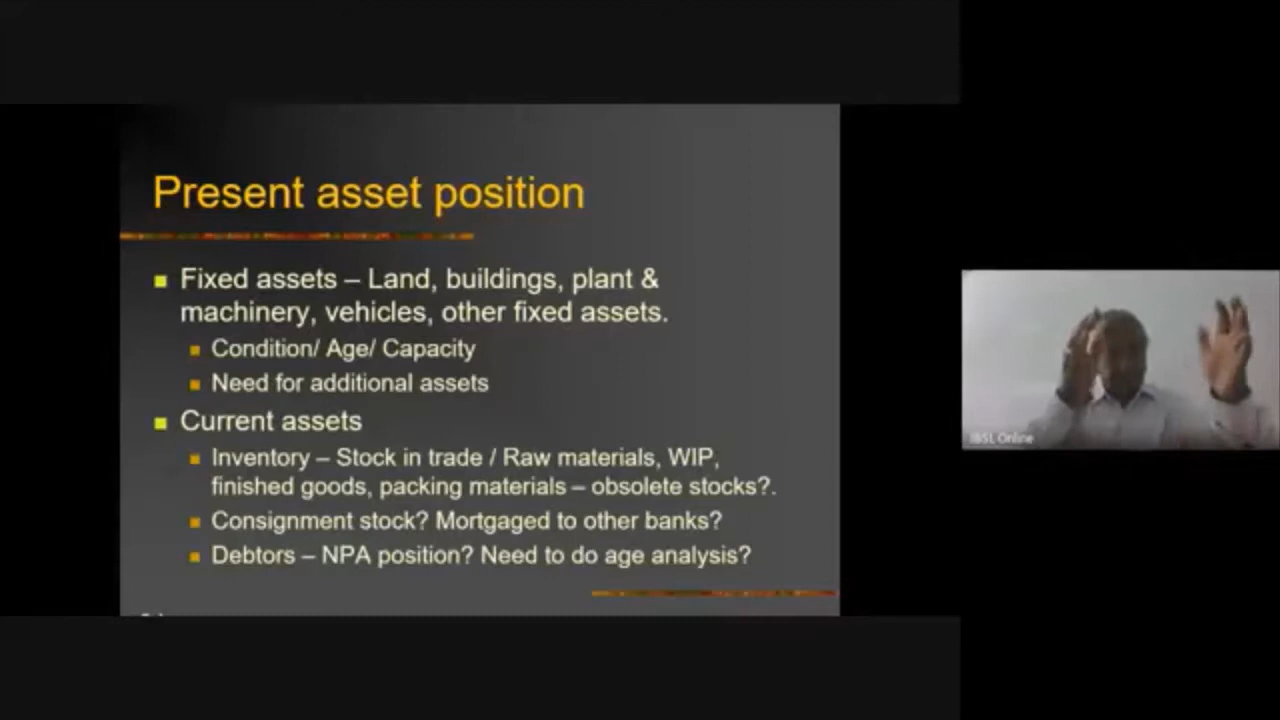 Present asset position
Fixed assets – Land, buildings, plant &
machinery, vehicles, other fixed assets.
Condition/ Age/ Capacity
Need for additional assets
Current assets
Inventory – Stock in trade / Raw materials, WIP,
finished goods, packing materials – obsolete stocks?.
Consignment stock? Mortgaged to other banks?
Debtors – NPA position? Need to do age analysis?
IBSL Online